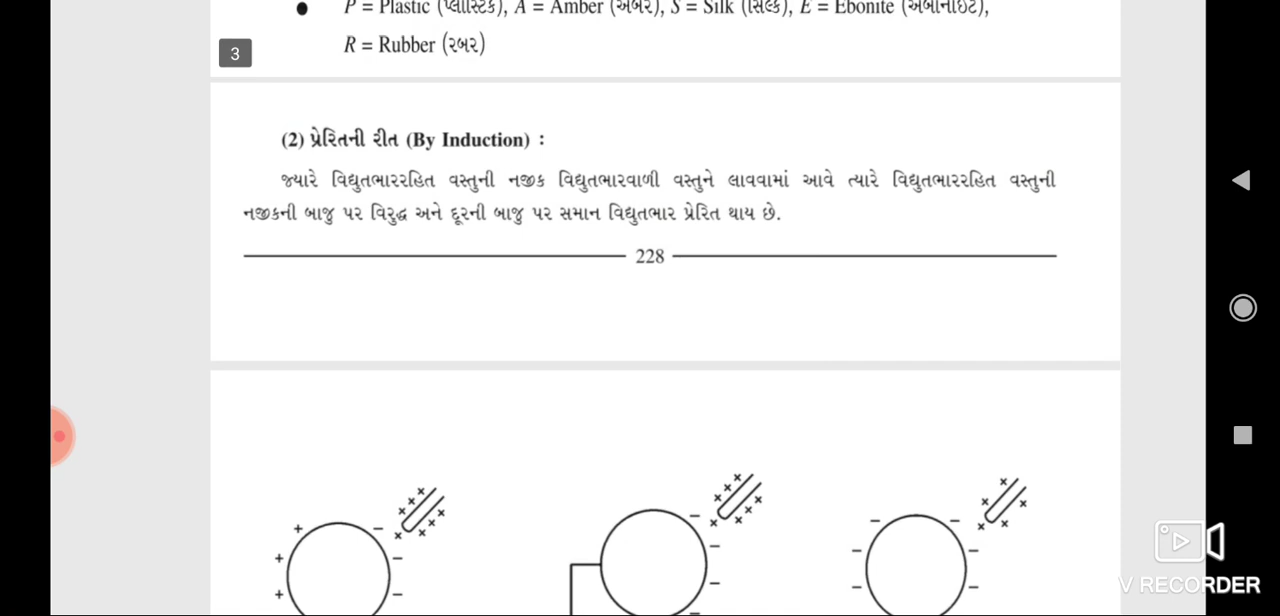 P = Plastic (પ્લાસ્ટિક), A = Amber (અંબર), S = Silk (સિલ્ક), E = Ebonite (એબોનાઇટ),
R = Rubber (રબર)
3
(2) પ્રેરિતની રીત (By Induction) :
જ્યારે વિદ્યુતભારરહિત વસ્તુની નજીક વિદ્યુતભારવાળી વસ્તુને લાવવામાં આવે ત્યારે વિદ્યુતભારરહિત વસ્તુની
નજીકની બાજુ પર વિરુદ્ધ અને દૂરની બાજુ પર સમાન વિદ્યુતભાર પ્રેરિત થાય છે.
228
V RECORDER